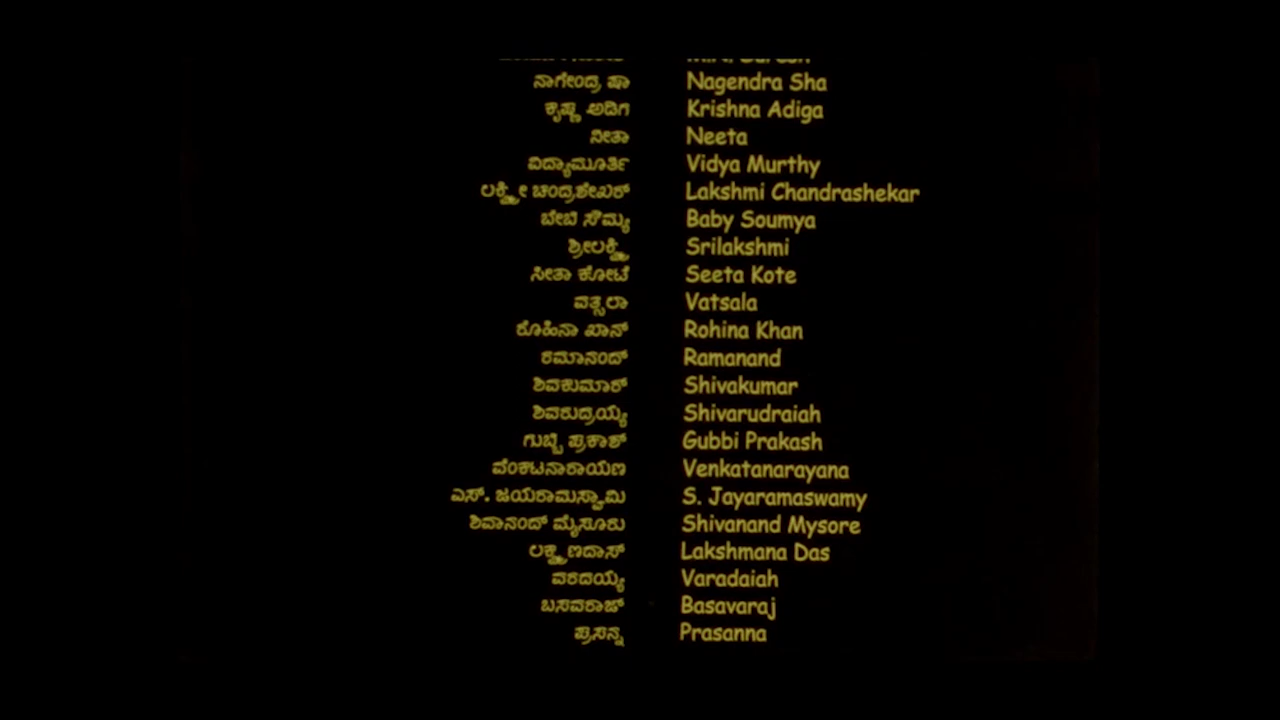 ನಾಗೇಂದ್ರ ಷಾ Nagendra Sha
ಕೃಷ್ಣ ಅಡಿಗ Krishna Adiga
ನೀತಾ Neeta
ವಿದ್ಯಾಮೂರ್ತಿ Vidya Murthy
ಲಕ್ಷ್ಮೀ ಚಂದ್ರಶೇಖರ್ Lakshmi Chandrashekar
ಬೇಬಿ ಸೌಮ್ಯ Baby Soumya
ಶ್ರೀಲಕ್ಷ್ಮಿ Srilakshmi
ಸೀತಾ ಕೋಟೆ Seeta Kote
ವತ್ಸಲಾ Vatsala
ರೊಹಿನಾ ಖಾನ್ Rohina Khan
ರಮಾನಂದ್ Ramanand
ಶಿವಕುಮಾರ್ Shivakumar
ಶಿವರುದ್ರಯ್ಯ Shivarudraiah
ಗುಬ್ಬಿ ಪ್ರಕಾಶ್ Gubbi Prakash
ವೆಂಕಟನಾರಾಯಣ Venkatanarayana
ಎಸ್. ಜಯರಾಮಸ್ವಾಮಿ S. Jayaramaswamy
ಶಿವಾನಂದ್ ಮೈಸೂರು Shivanand Mysore
ಲಕ್ಷ್ಮಣದಾಸ್ Lakshmana Das
ವರದಯ್ಯ Varadaiah
ಬಸವರಾಜ್ Basavaraj
ಪ್ರಸನ್ನ Prasanna